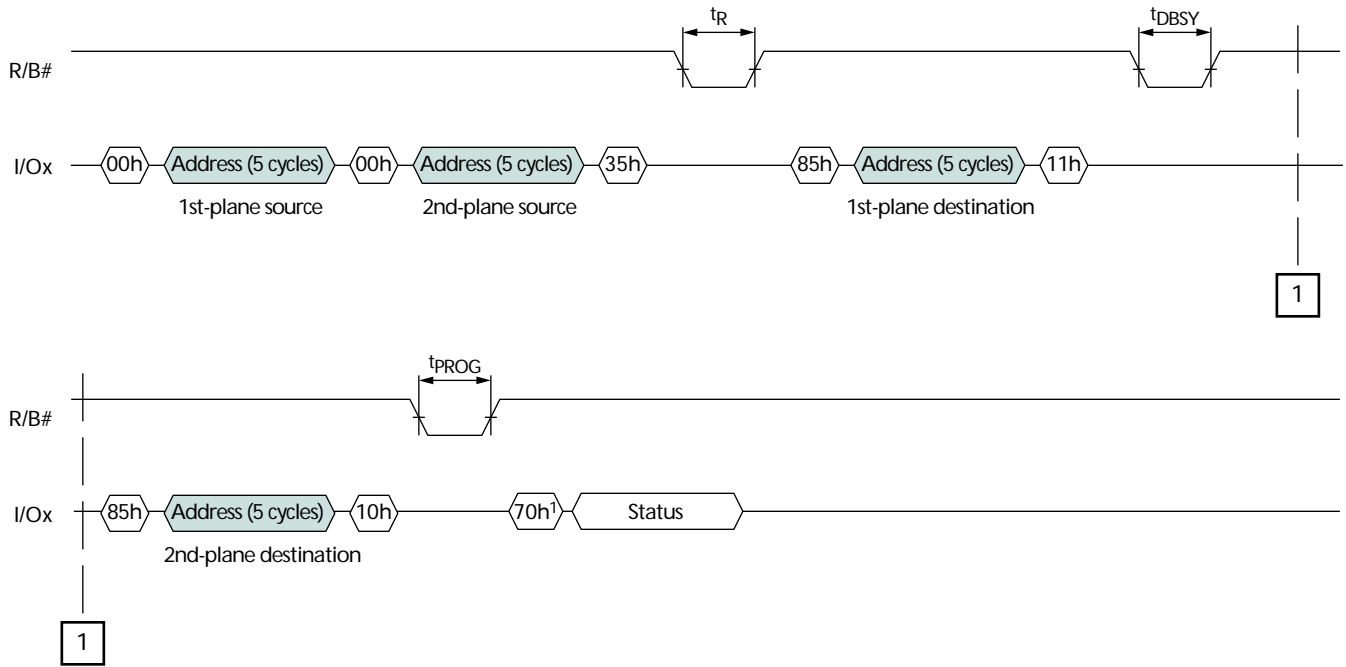 tR tDBSY
R/B#
I/Ox 00h Address (5 cycles) 00h Address (5 cycles) 35h 85h Address (5 cycles) 11h
1st-plane source 2nd-plane source 1st-plane destination
1
tPROG
R/B#
I/Ox 85h Address (5 cycles) 10h 70h1 Status
2nd-plane destination
1